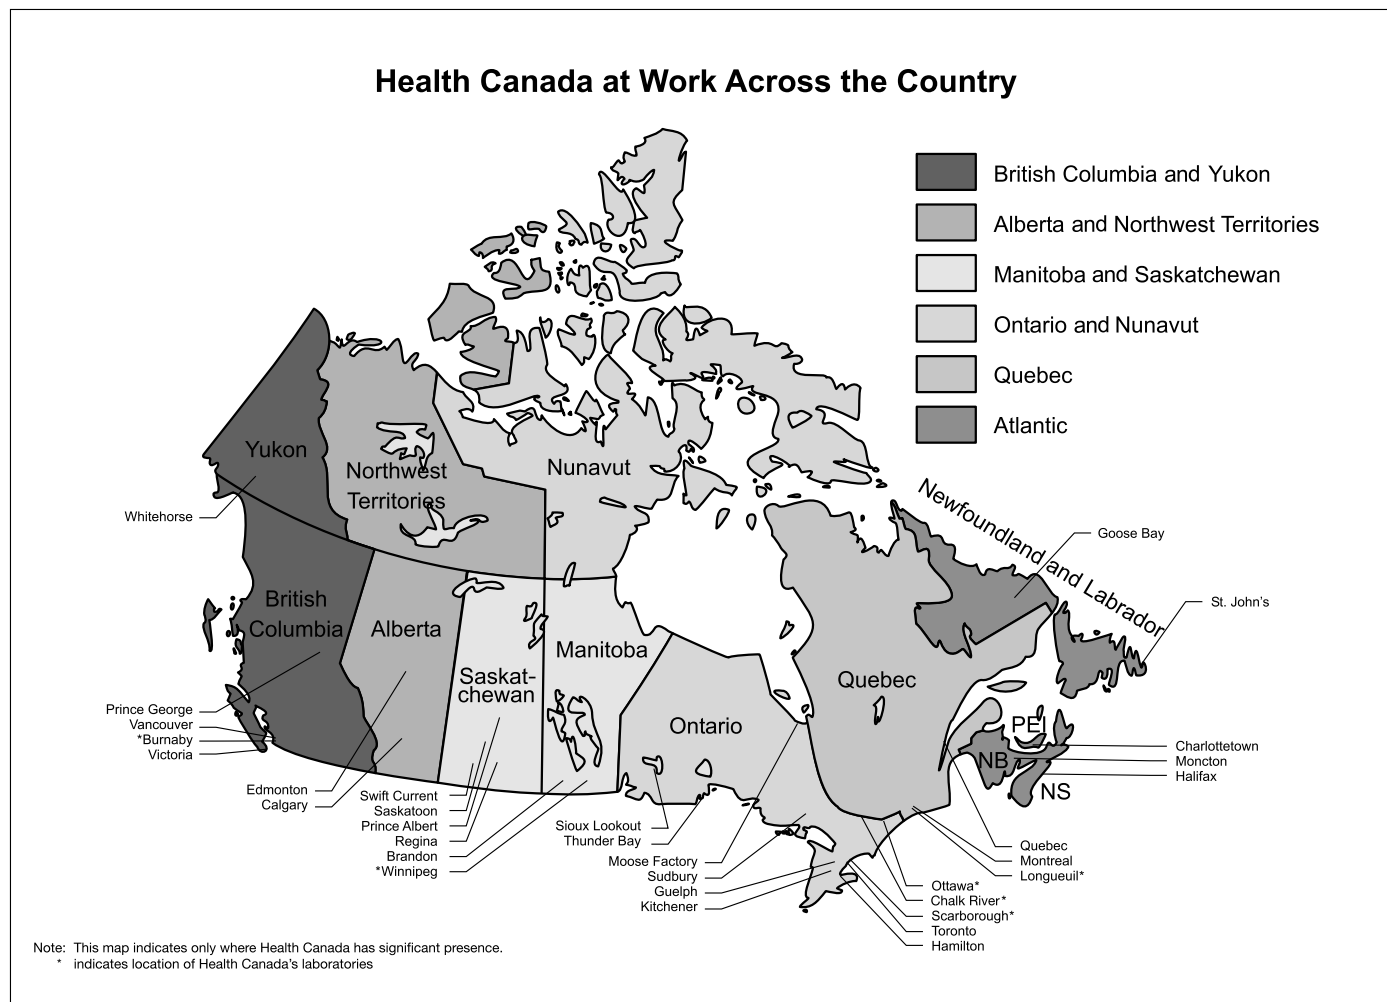 Health Canada at Work Across the Country
British Columbia and Yukon
Alberta and Northwest Territories
Manitoba and Saskatchewan
Ontario and Nunavut
Quebec
Atlantic
Yukon
Northwest
Territories
Nunavut
British
Columbia
Alberta
Saskat-
chewan
Manitoba
Ontario
Quebec
Newfoundland and Labrador
PEI
NB
NS
Whitehorse
Goose Bay
St. John's
Prince George
Vancouver
*Burnaby
Victoria
Edmonton
Calgary
Swift Current
Saskatoon
Prince Albert
Regina
Brandon
*Winnipeg
Sioux Lookout
Thunder Bay
Moose Factory
Sudbury
Guelph
Kitchener
Ottawa*
Chalk River*
Scarborough*
Toronto
Hamilton
Quebec
Montreal
Longueuil*
Charlottetown
Moncton
Halifax
Note: This map indicates only where Health Canada has significant presence.
* indicates location of Health Canada's laboratories